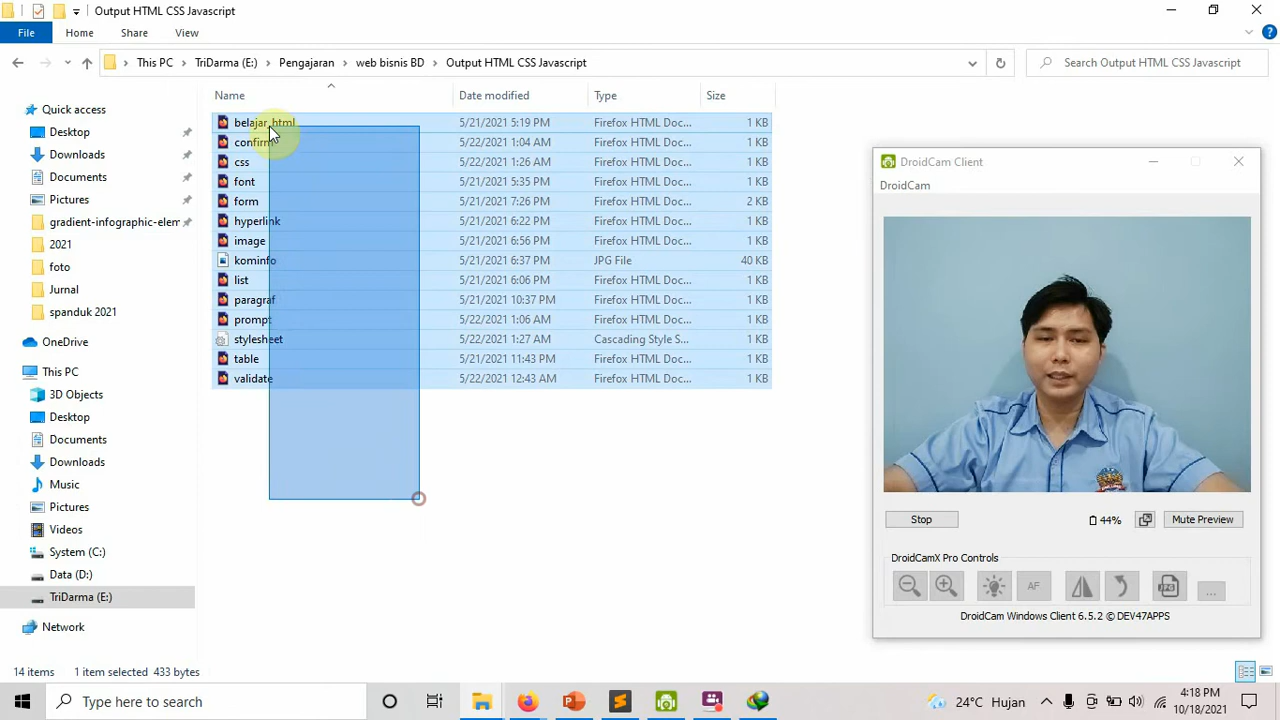 Output HTML CSS Javascript
File
Home
Share
View
This PC
TriDarma (E:)
Pengajaran
web bisnis BD
Output HTML CSS Javascript
Search Output HTML CSS Javascript
Name
Date modified
Type
Size
Quick access
Desktop
Downloads
Documents
Pictures
gradient-infographic-elem
2021
foto
Jurnal
spanduk 2021
OneDrive
This PC
3D Objects
Desktop
Documents
Downloads
Music
Pictures
Videos
System (C:)
Data (D:)
TriDarma (E:)
Network
belajar_html 5/21/2021 5:19 PM Firefox HTML Doc... 1 KB
confirm 5/22/2021 1:04 AM Firefox HTML Doc... 1 KB
css 5/22/2021 1:26 AM Firefox HTML Doc... 1 KB
font 5/21/2021 5:35 PM Firefox HTML Doc... 1 KB
form 5/21/2021 7:26 PM Firefox HTML Doc... 2 KB
hyperlink 5/21/2021 6:22 PM Firefox HTML Doc... 1 KB
image 5/21/2021 6:56 PM Firefox HTML Doc... 1 KB
kominfo 5/21/2021 6:37 PM JPG File 40 KB
list 5/21/2021 6:06 PM Firefox HTML Doc... 1 KB
paragraf 5/21/2021 10:37 PM Firefox HTML Doc... 1 KB
prompt 5/22/2021 1:06 AM Firefox HTML Doc... 1 KB
stylesheet 5/22/2021 1:27 AM Cascading Style S... 1 KB
table 5/21/2021 11:43 PM Firefox HTML Doc... 1 KB
validate 5/22/2021 12:43 AM Firefox HTML Doc... 1 KB
DroidCam Client
DroidCam
Stop
44%
Mute Preview
DroidCamX Pro Controls
AF
JPG
...
DroidCam Windows Client 6.5.2 © DEV47APPS
14 items 1 item selected 433 bytes
Type here to search
24°C Hujan
4:18 PM
10/18/2021